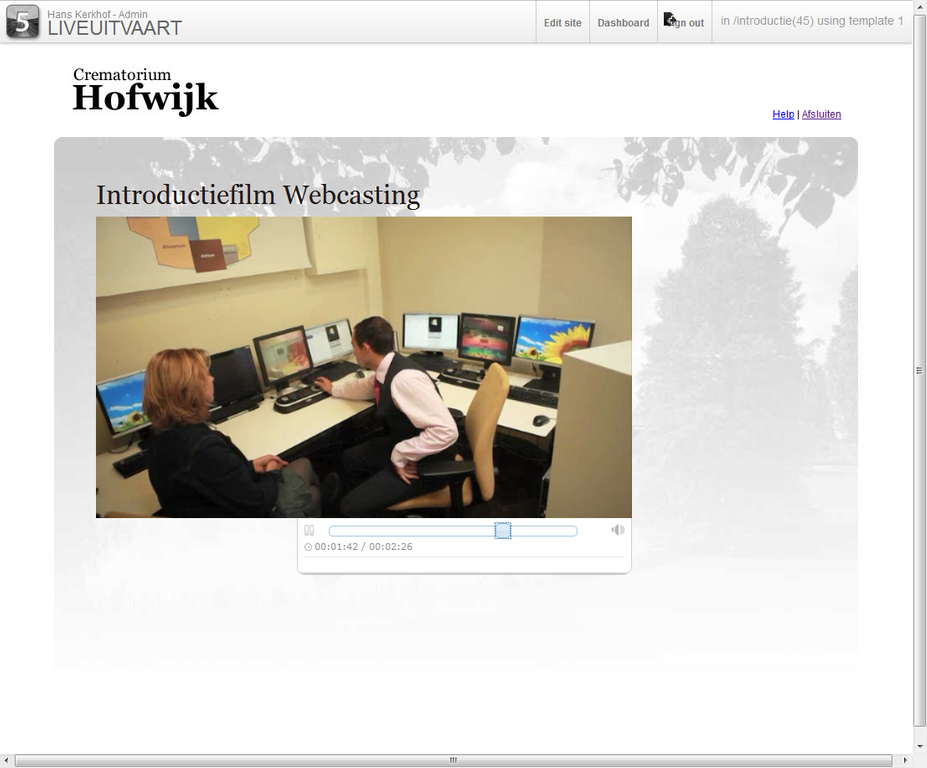 5
Hans Kerkhof - Admin
LIVEUITVAART
Edit site
Dashboard
ign out
in /introductie(45) using template 1
Crematorium
Hofwijk
Help | Afsluiten
Introductiefilm Webcasting
00:01:42 / 00:02:26